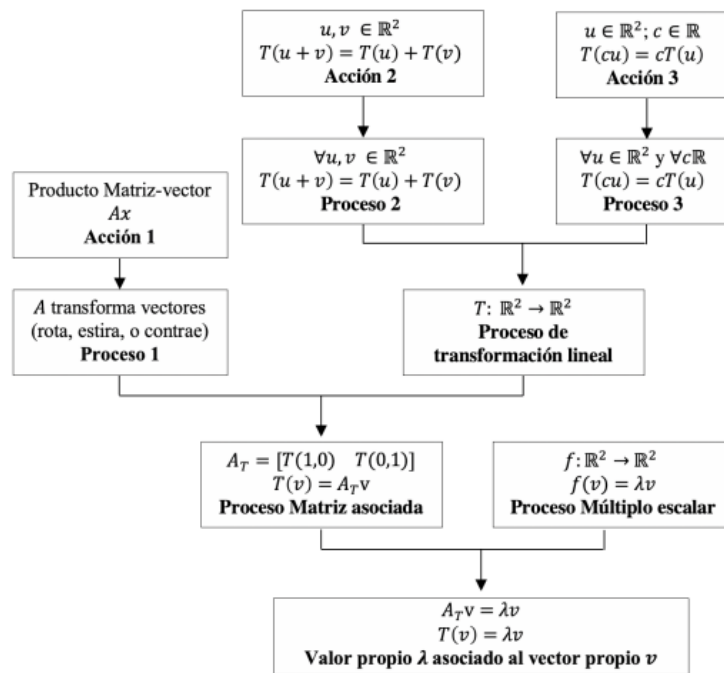 u, v ∈ ℝ²
T(u + v) = T(u) + T(v)
Acción 2
u ∈ ℝ²; c ∈ ℝ
T(cu) = cT(u)
Acción 3
∀u, v ∈ ℝ²
T(u + v) = T(u) + T(v)
Proceso 2
∀u ∈ ℝ² y ∀cℝ
T(cu) = cT(u)
Proceso 3
Producto Matriz-vector
Ax
Acción 1
A transforma vectores
(rota, estira, o contrae)
Proceso 1
T: ℝ² → ℝ²
Proceso de
transformación lineal
A_T = [T(1,0) T(0,1)]
T(v) = A_Tv
Proceso Matriz asociada
f: ℝ² → ℝ²
f(v) = λv
Proceso Múltiplo escalar
A_Tv = λv
T(v) = λv
Valor propio λ asociado al vector propio v